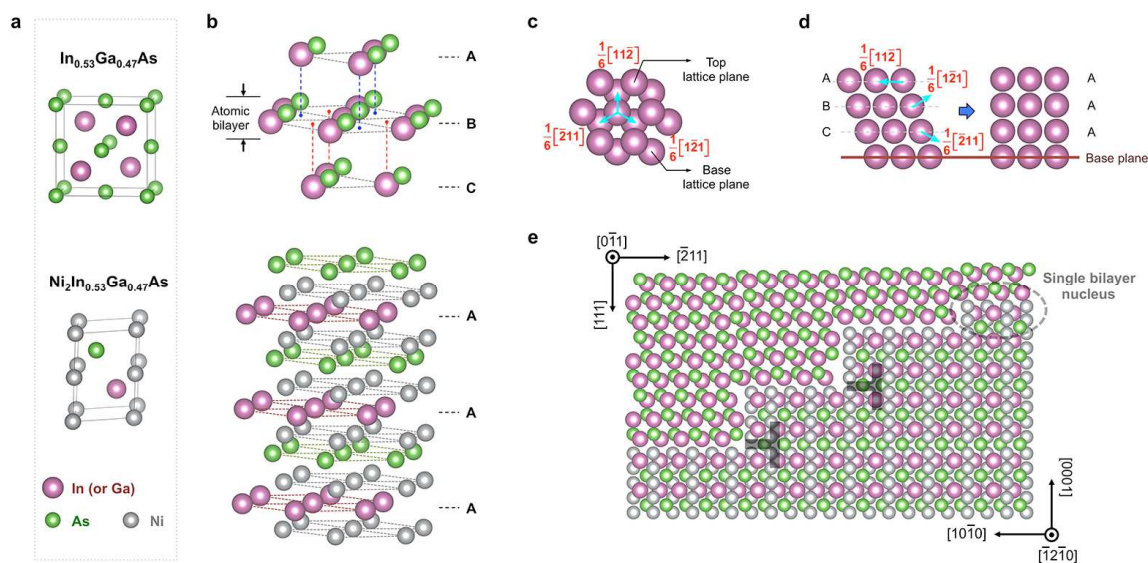 a
In₀.₅₃Ga₀.₄₇As
Ni₂In₀.₅₃Ga₀.₄₇As
In (or Ga)
As
Ni
b
Atomic
bilayer
A
B
C
A
A
A
c
1/6[112̅]
Top
lattice plane
1/6[2̅11]
1/6[12̅1]
Base
lattice plane
d
1/6[112̅]
1/6[12̅1]
A
B
C
1/6[2̅11]
A
A
A
Base plane
e
[01̅1]
[2̅11]
[111]
Single bilayer
nucleus
[0001]
[101̅0]
[1̅21̅0]